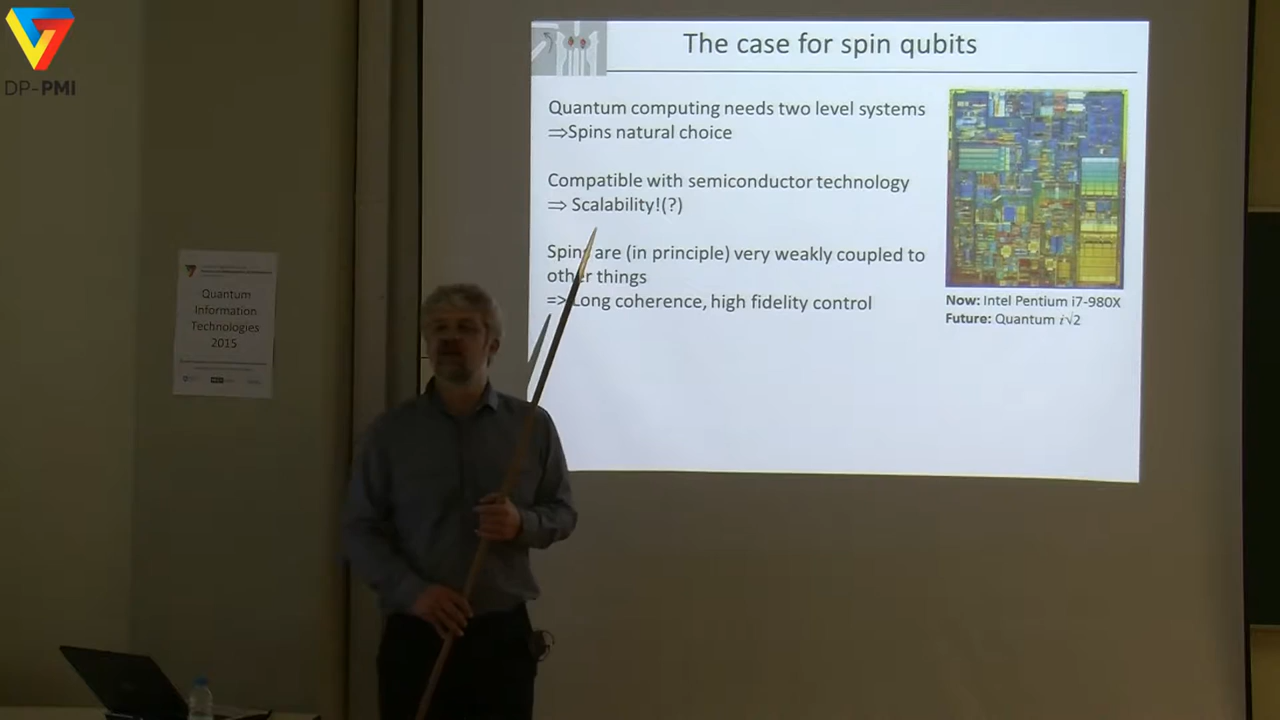 DP-PMI
The case for spin qubits
Quantum computing needs two level systems
⇒Spins natural choice
Compatible with semiconductor technology
⇒ Scalability!(?)
Spins are (in principle) very weakly coupled to
other things
=> Long coherence, high fidelity control
Now: Intel Pentium i7-980X
Future: Quantum i√2
Quantum
Information
Technologies
2015